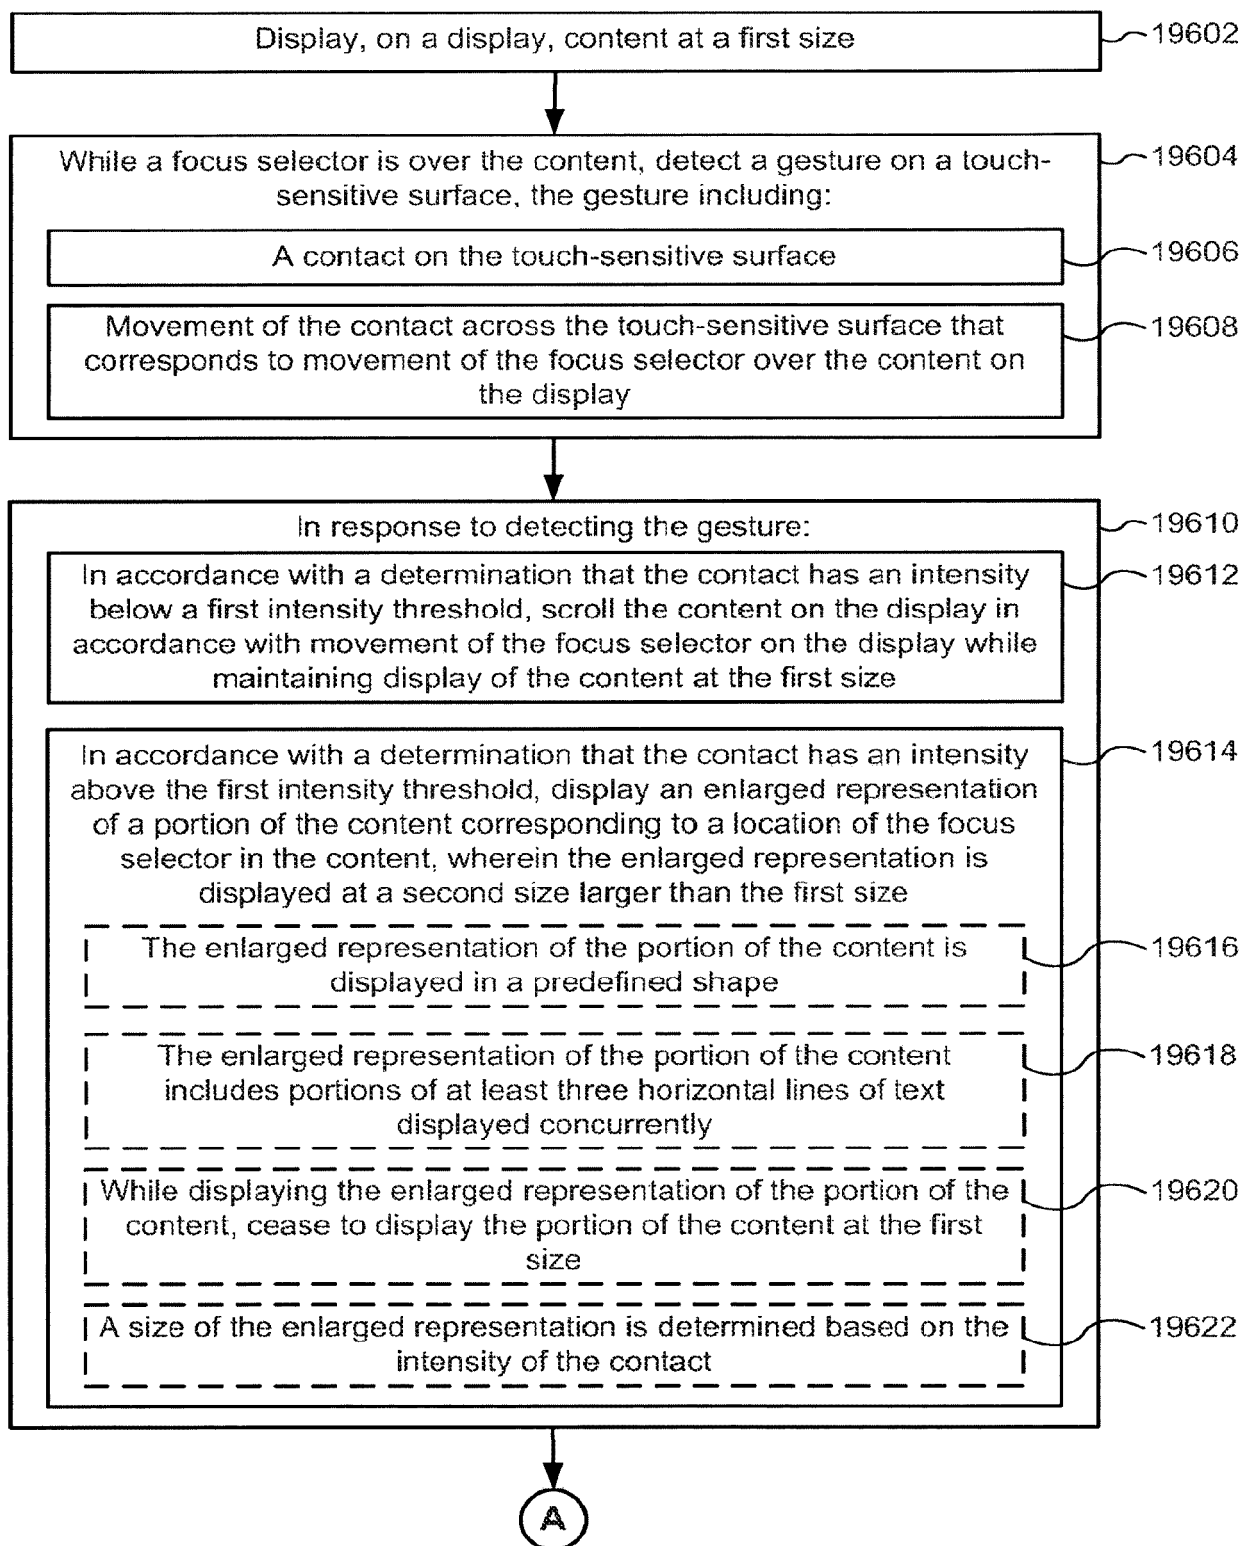 Display, on a display, content at a first size
19602
While a focus selector is over the content, detect a gesture on a touch-
sensitive surface, the gesture including:
19604
A contact on the touch-sensitive surface
19606
Movement of the contact across the touch-sensitive surface that
corresponds to movement of the focus selector over the content on
the display
19608
In response to detecting the gesture:
19610
In accordance with a determination that the contact has an intensity
below a first intensity threshold, scroll the content on the display in
accordance with movement of the focus selector on the display while
maintaining display of the content at the first size
19612
In accordance with a determination that the contact has an intensity
above the first intensity threshold, display an enlarged representation
of a portion of the content corresponding to a location of the focus
selector in the content, wherein the enlarged representation is
displayed at a second size larger than the first size
19614
The enlarged representation of the portion of the content is
displayed in a predefined shape
19616
The enlarged representation of the portion of the content
includes portions of at least three horizontal lines of text
displayed concurrently
19618
While displaying the enlarged representation of the portion of the
content, cease to display the portion of the content at the first
size
19620
A size of the enlarged representation is determined based on the
intensity of the contact
19622
A